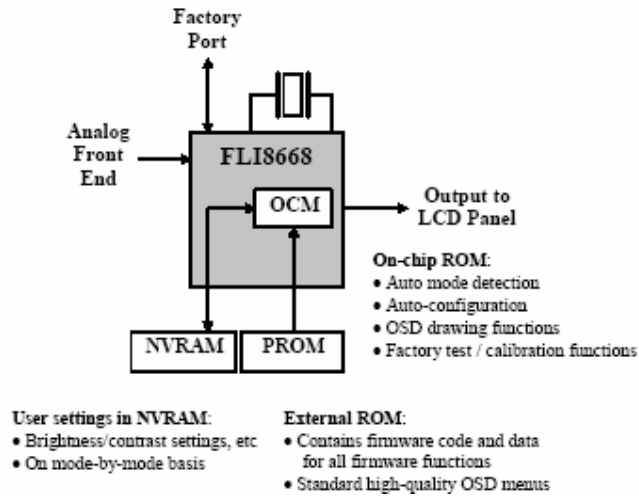 Factory
Port
Analog
Front
End
FLI8668
OCM
Output to
LCD Panel
On-chip ROM:
• Auto mode detection
• Auto-configuration
• OSD drawing functions
• Factory test / calibration functions
NVRAM
PROM
User settings in NVRAM:
• Brightness/contrast settings, etc
• On mode-by-mode basis
External ROM:
• Contains firmware code and data
for all firmware functions
• Standard high-quality OSD menus